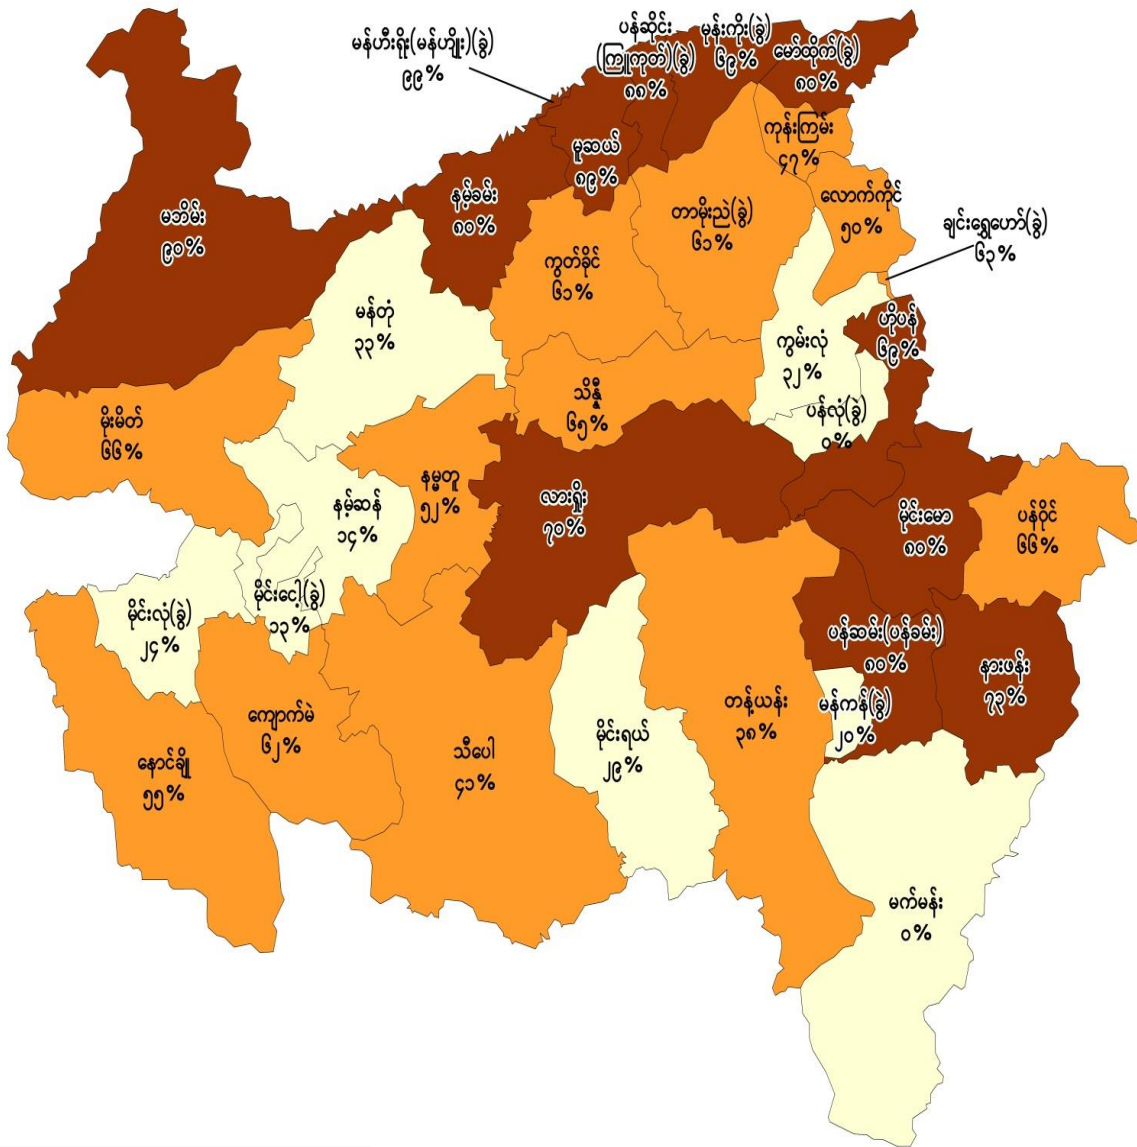 မန်ဟီးရိုး(မန်ဟျိုး)(ခွဲ)
၉၉%
ပန်ဆိုင်း
(ကြူကုတ်)(ခွဲ)
၈၈%
မုန်းကိုး(ခွဲ)
၆၉%
မော်ထိုက်(ခွဲ)
၈၀%
ကုန်းကြမ်း
၄၇%
မူဆယ်
၈၉%
နမ့်ခမ်း
၈၀%
မဘိမ်း
၉၀%
တာမိုးညဲ(ခွဲ)
၆၁%
လောက်ကိုင်
၅၀%
ချင်းရွှေဟော်(ခွဲ)
၆၃%
ကွတ်ခိုင်
၆၁%
မန်တုံ
၃၃%
ဟိုပန်
၆၉%
ကွမ်းလုံ
၃၂%
ပန်လုံ(ခွဲ)
၀%
သိန္နီ
၆၅%
မိုးမိတ်
၆၆%
နမ္မတူ
၅၂%
နမ့်ဆန်
၁၄%
လားရှိုး
၇၀%
မိုင်းမော
၈၀%
ပန်ဝိုင်
၆၆%
မိုင်းငေါ့(ခွဲ)
၁၃%
မိုင်းလုံ(ခွဲ)
၂၄%
ပန်ဆမ်း(ပန်ခမ်း)
၈၀%
နားဖန်း
၇၃%
မန်ကန်(ခွဲ)
၂၀%
တန့်ယန်း
၃၈%
ကျောက်မဲ
၆၂%
မိုင်းရယ်
၂၉%
သီပေါ
၄၁%
နောင်ချို
၅၅%
မက်မန်း
၀%